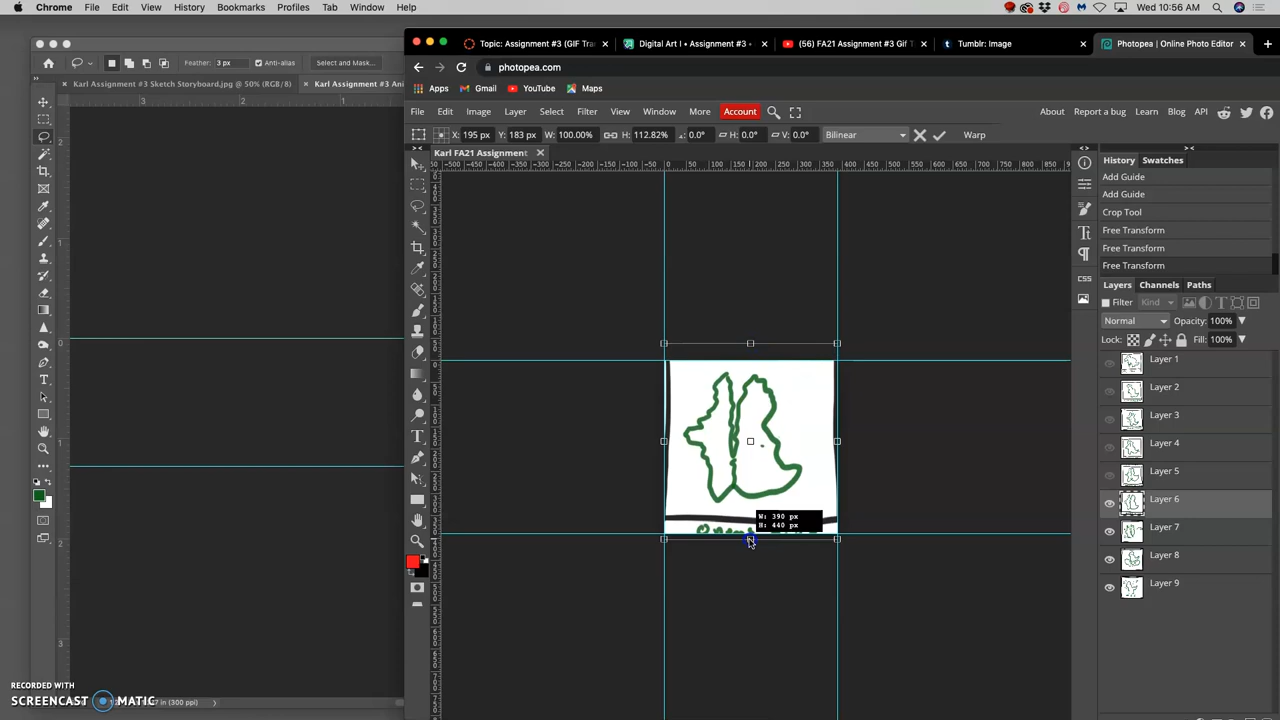 Chrome File Edit View History Bookmarks Profiles Tab Window Help Wed 10:56 AM
Feather: 3 px Anti-alias Select and Mask...
Karl Assignment #3 Sketch Storyboard.jpg @ 50% (RGB/8) Karl Assignment #3 Ani
Topic: Assignment #3 (GIF Tra Digital Art I • Assignment #3 • (56) FA21 Assignment #3 Gif T Tumblr: Image Photopea | Online Photo Editor
photopea.com
Apps Gmail YouTube Maps
File Edit Image Layer Select Filter View Window More Account About Report a bug Learn Blog API
X: 195 px Y: 183 px W: 100.00% H: 112.82% 0.0° H: 0.0° V: 0.0° Bilinear Warp
Karl FA21 Assignment
History Swatches
Add Guide
Add Guide
Crop Tool
Free Transform
Free Transform
Free Transform
Layers Channels Paths
Filter Kind
Normal Opacity: 100%
Lock: Fill: 100%
Layer 1
Layer 2
Layer 3
Layer 4
Layer 5
Layer 6
Layer 7
Layer 8
Layer 9
CSS
W: 390 px
H: 440 px
RECORDED WITH
SCREENCAST MATIC
(300 ppi)